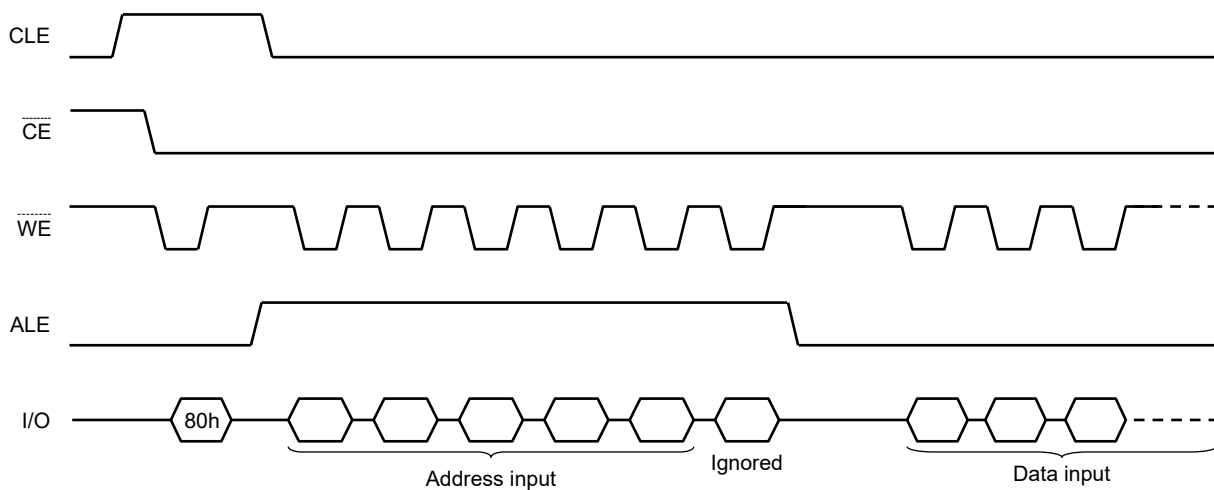 CLE
CE
WE
ALE
I/O
80h
Address input
Ignored
Data input